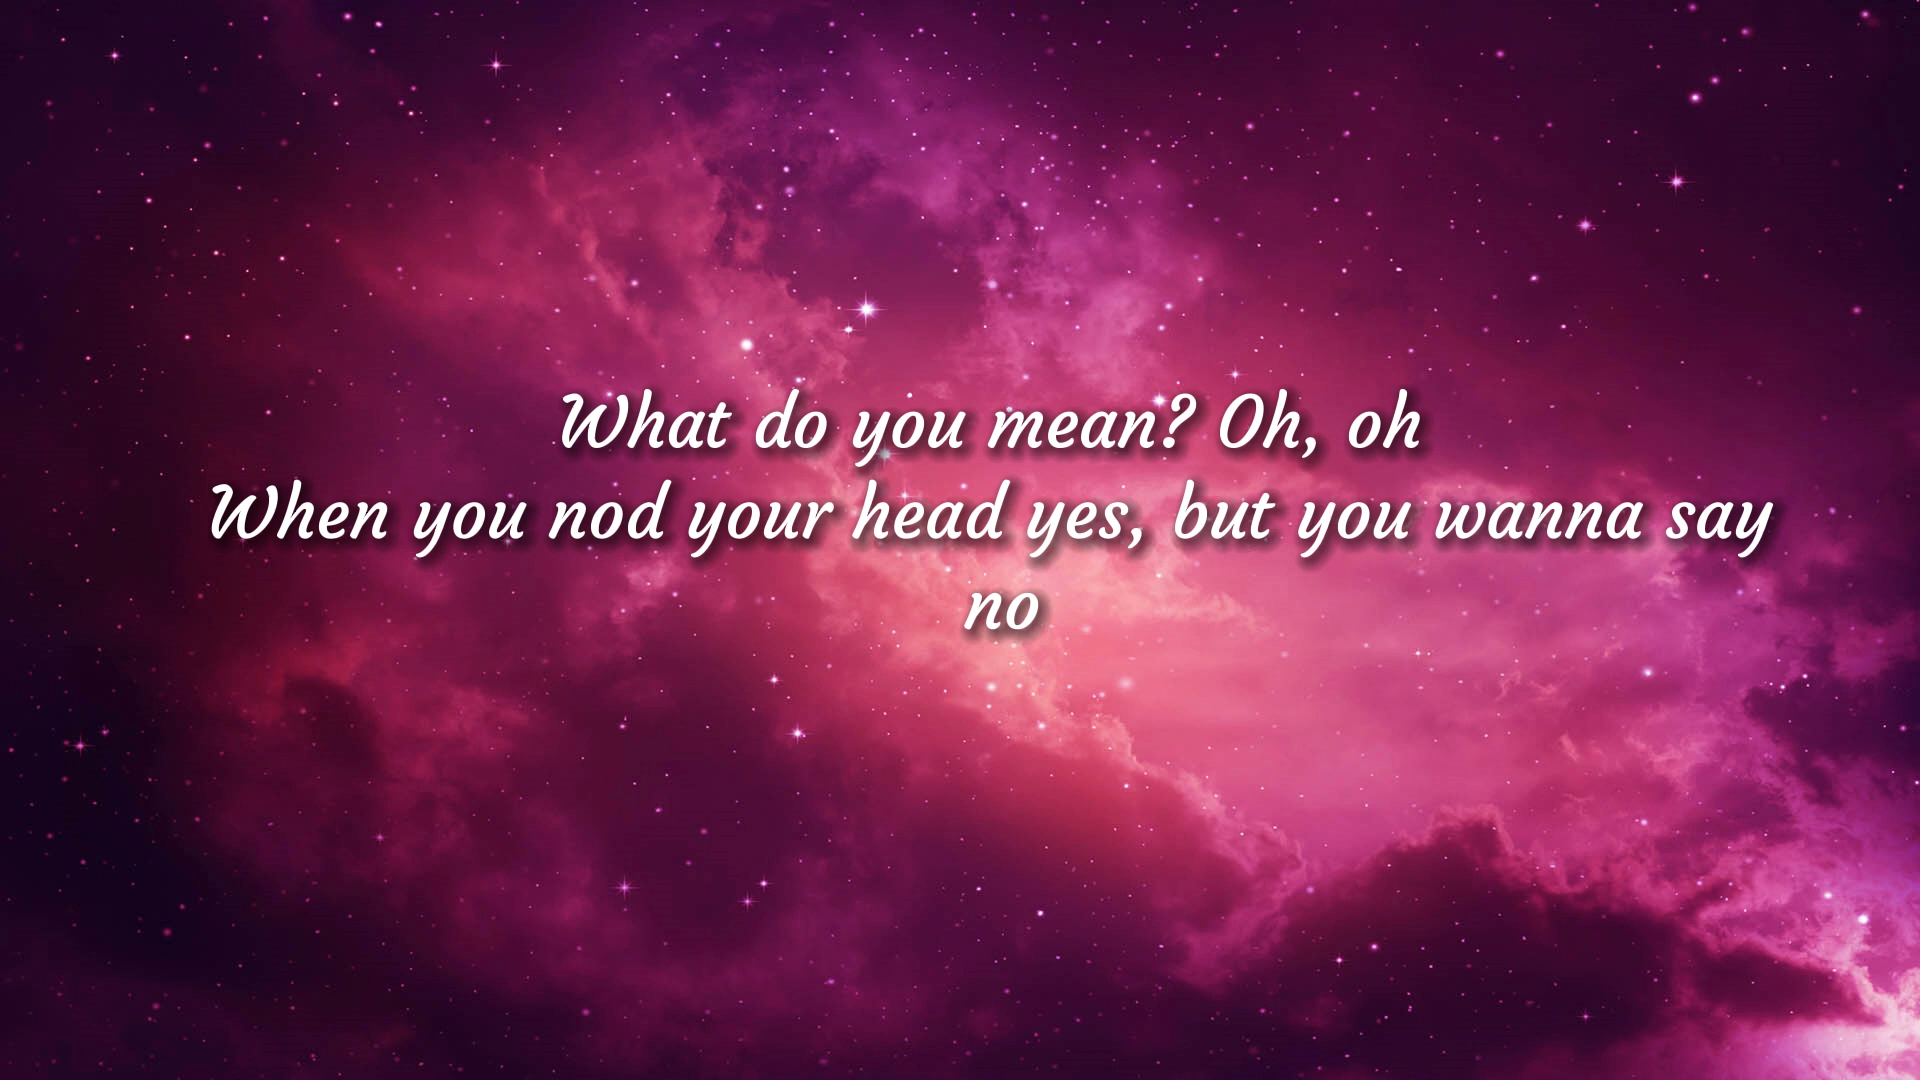 What do you mean? Oh, oh
When you nod your head yes, but you wanna say
no